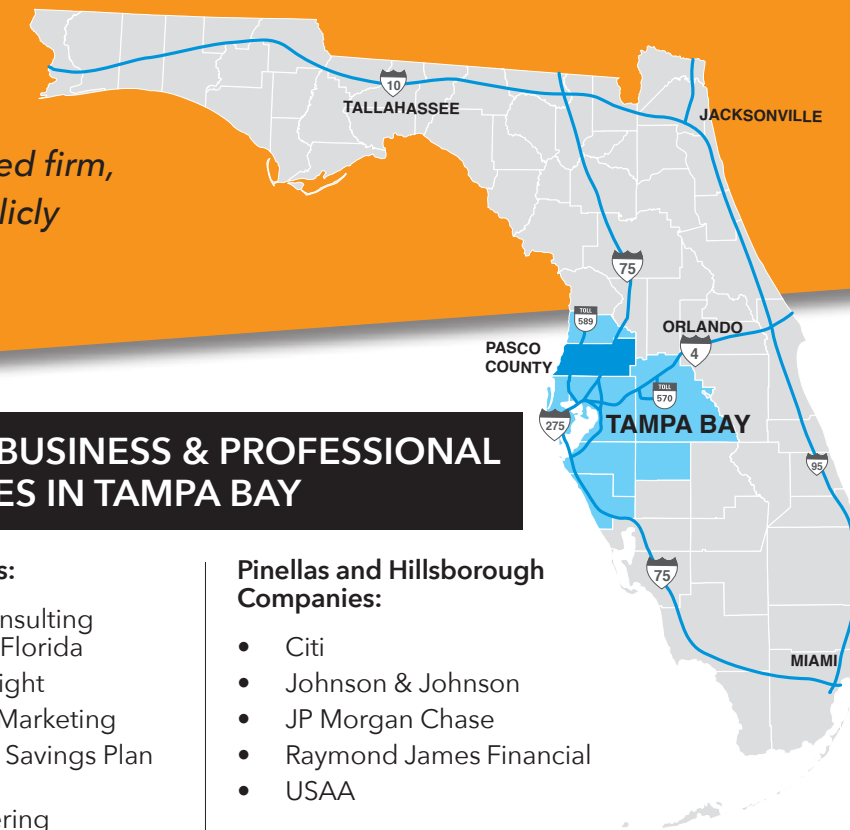 10
TALLAHASSEE
JACKSONVILLE
ed firm,
licly
75
TOLL
589
ORLANDO
4
PASCO
COUNTY
TOLL
570
275
TAMPA BAY
BUSINESS & PROFESSIONAL
ES IN TAMPA BAY
95
75
MIAMI
s:
nsulting
Florida
ight
Marketing
Savings Plan
ering
Pinellas and Hillsborough
Companies:
• Citi
• Johnson & Johnson
• JP Morgan Chase
• Raymond James Financial
• USAA